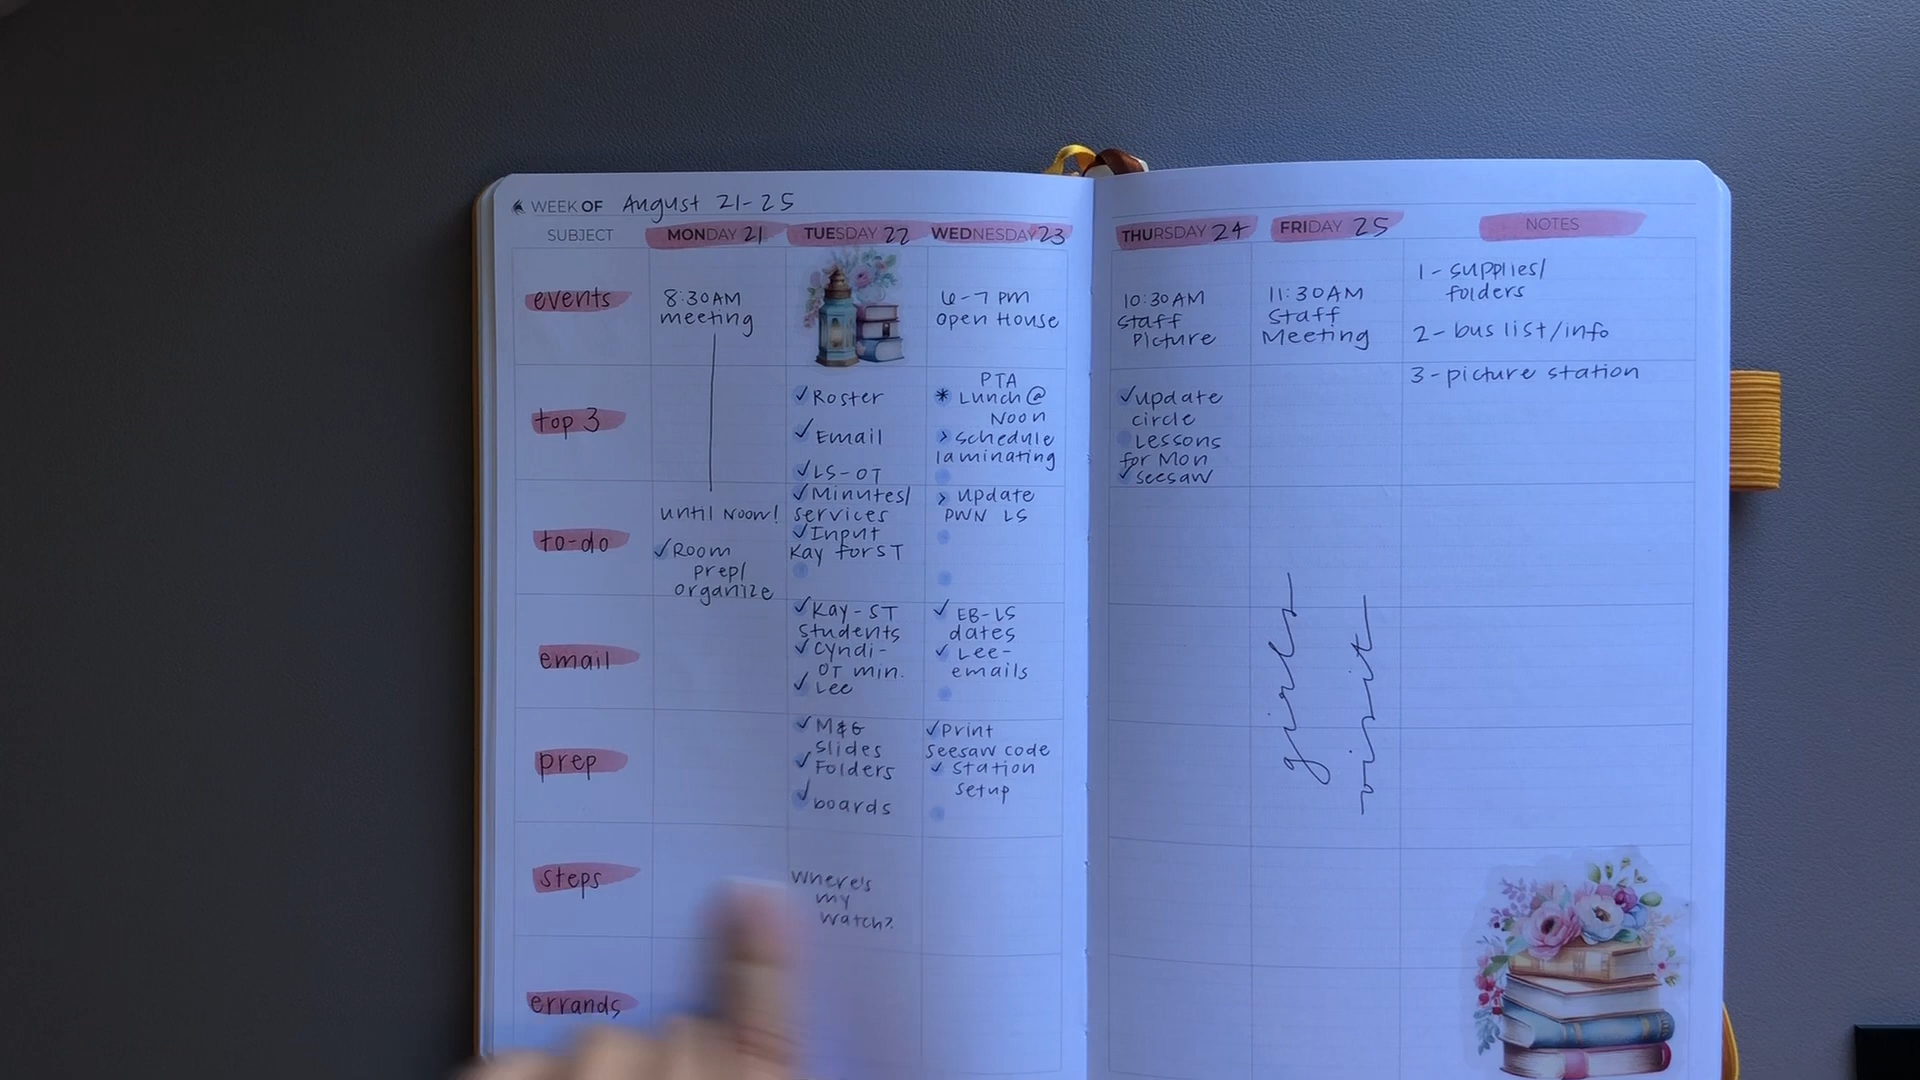 WEEK OF August 21-25
SUBJECT MONDAY 21 TUESDAY 22 WEDNESDAY 23 THURSDAY 24 FRIDAY 25 NOTES
events
8:30AM
meeting
until Noon!
6-7 PM
Open House
10:30AM
Staff
Picture
11:30AM
Staff
Meeting
1 - supplies/
folders
2 - bus list/info
3 - picture station
top 3
✓ Roster
✓ Email
✓ LS-OT
PTA
* Lunch @
Noon
> schedule
laminating
✓ update
circle
Lessons
for Mon
✓ seesaw
to-do
✓ Room
prep/
organize
✓ Minutes/
services
✓ Input
Kay for ST
> update
PWN LS
email
✓ Kay - ST
students
✓ Cyndi -
OT min.
✓ Lee
✓ EB-LS
dates
✓ Lee -
emails
girls
visit
prep
✓ M&G
Slides
✓ Folders
✓ boards
✓ Print
Seesaw code
✓ Station
setup
steps
Where's
my
watch?
errands